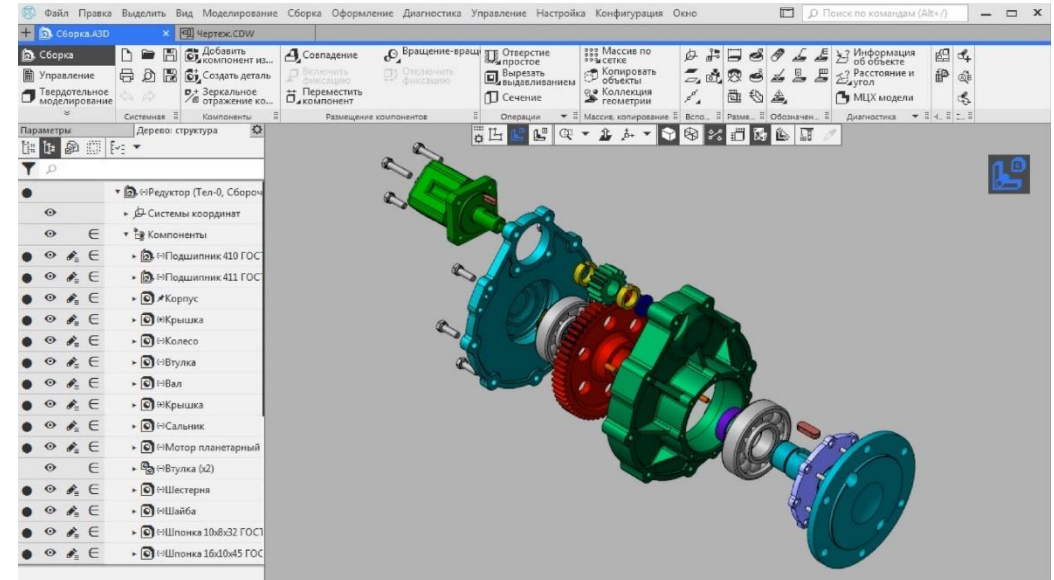 Файл Правка Выделить Вид Моделирование Сборка Оформление Диагностика Управление Настройка Конфигурация Окно
Поиск по командам (Alt+/)
Сборка.A3D
Чертеж.CDW
Сборка
Управление
Твердотельное моделирование
Системная
Добавить компонент из...
Создать деталь
Зеркальное отражение ко...
Компоненты
Совпадение
Включить фиксацию
Переместить компонент
Вращение-вращ
Отключить фиксацию
Размещение компонентов
Отверстие простое
Вырезать выдавливанием
Сечение
Операции
Массив по сетке
Копировать объекты
Коллекция геометрии
Массив, копирование
Вспо...
Разме...
Обозначен...
Информация об объекте
Расстояние и угол
МЦХ модели
Диагностика
Параметры
Дерево: структура
(-)Редуктор (Тел-0, Сбороч
Системы координат
Компоненты
(-)Подшипник 410 ГОСТ
(-)Подшипник 411 ГОСТ
Корпус
(+)Крышка
(-)Колесо
(-)Втулка
(-)Вал
(+)Крышка
(-)Сальник
(-)Мотор планетарный
(-)Втулка (x2)
(-)Шестерня
(-)Шайба
(-)Шпонка 10x8x32 ГОСТ
(-)Шпонка 16x10x45 ГОС